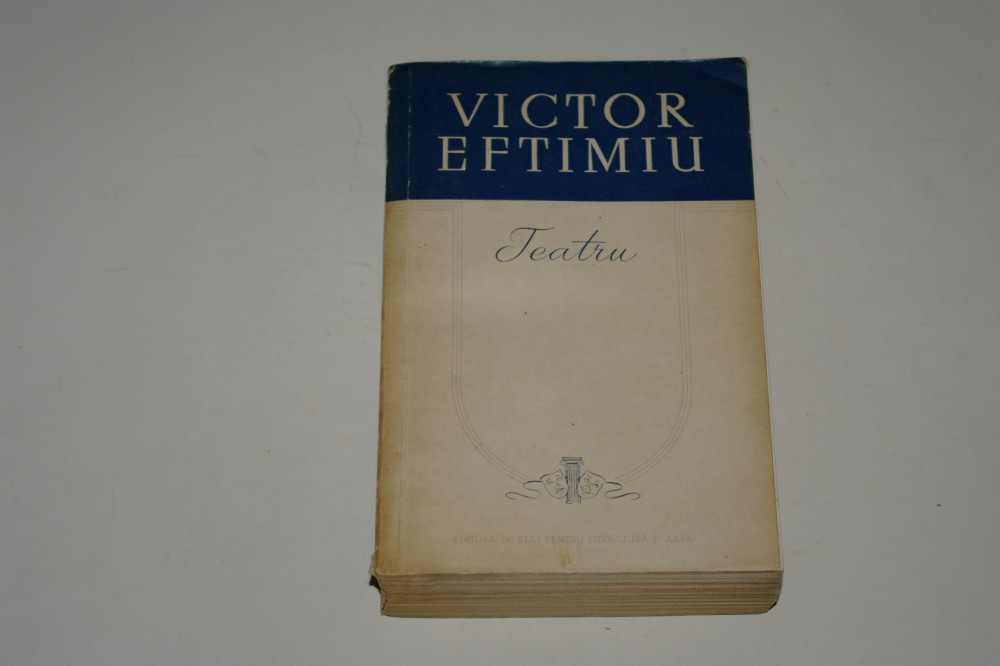 VICTOR
EFTIMIU
Teatru
EDITURA DE STAT PENTRU LITERATURĂ ȘI ARTĂ